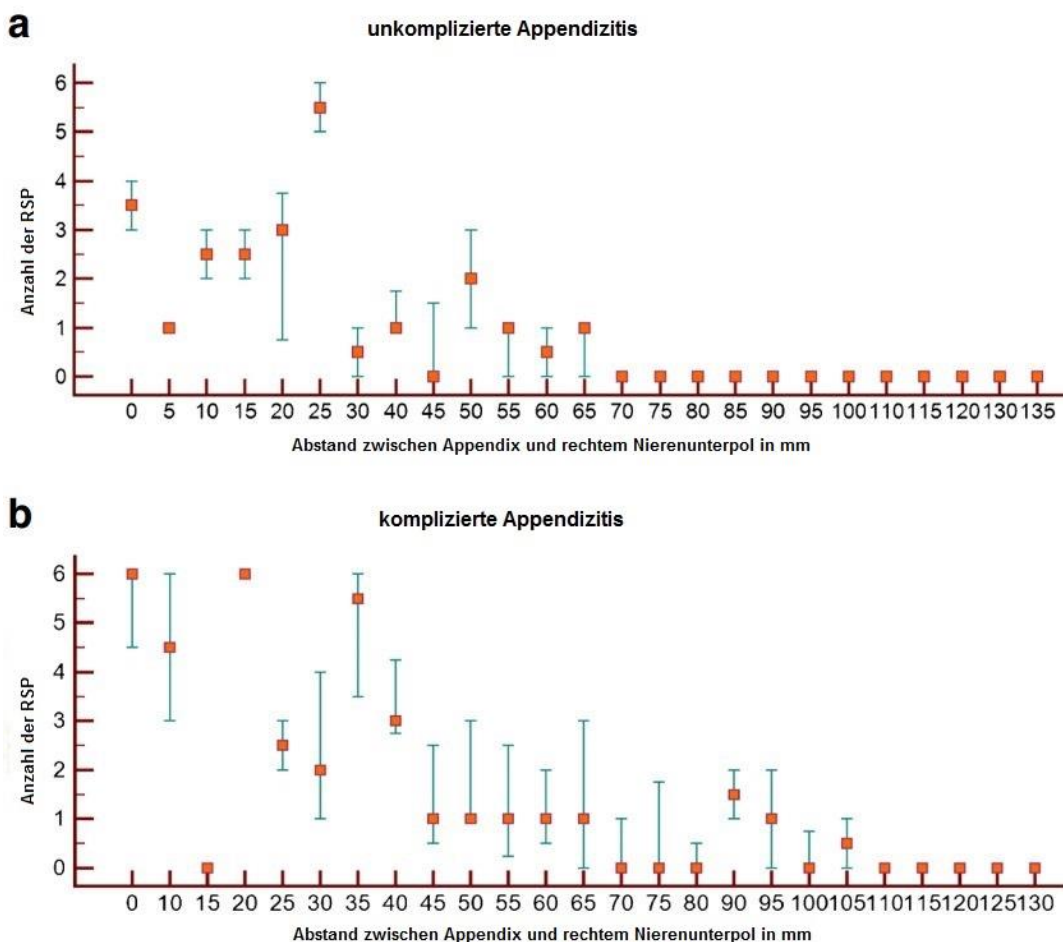 a
unkomplizierte Appendizitis
6
5
4
3
2
1
0
Anzahl der RSP
0 5 10 15 20 25 30 40 45 50 55 60 65 70 75 80 85 90 95 100 110 115 120 130 135
Abstand zwischen Appendix und rechtem Nierenunterpol in mm
b
komplizierte Appendizitis
6
5
4
3
2
1
0
Anzahl der RSP
0 10 15 20 25 30 35 40 45 50 55 60 65 70 75 80 90 95 100 105 110 115 120 125 130
Abstand zwischen Appendix und rechtem Nierenunterpol in mm